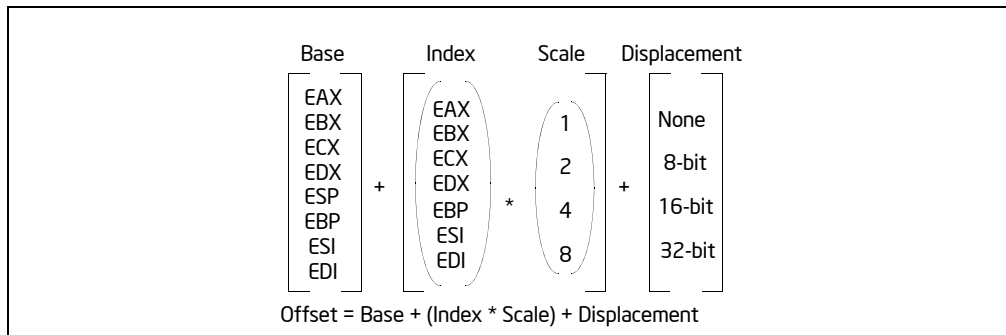 Base Index Scale Displacement
EAX
EBX
ECX
EDX
ESP
EBP
ESI
EDI
+
EAX
EBX
ECX
EDX
EBP
ESI
EDI
*
1
2
4
8
+
None
8-bit
16-bit
32-bit
Offset = Base + (Index * Scale) + Displacement